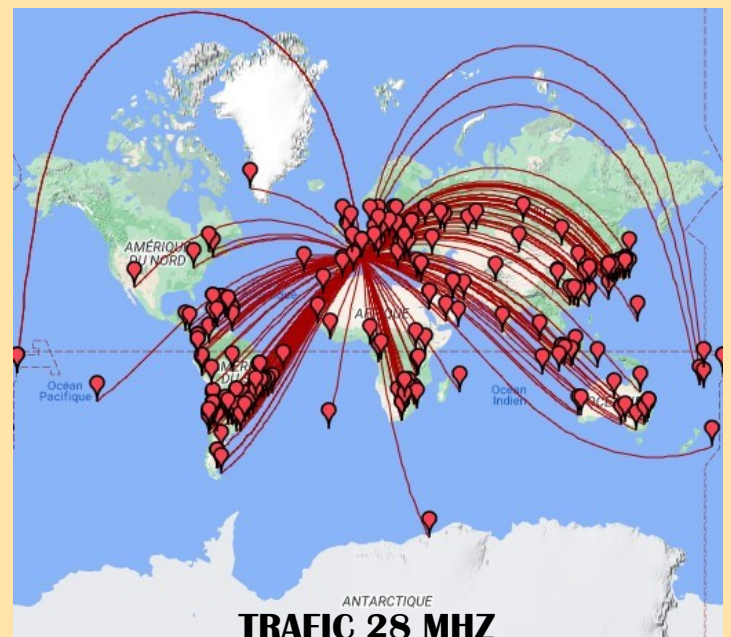 AMÉRIQUE
DU NORD
AFRIQUE
Océan
Pacifique
Océan
Indien
ANTARCTIQUE
TRAFIC 28 MHZ